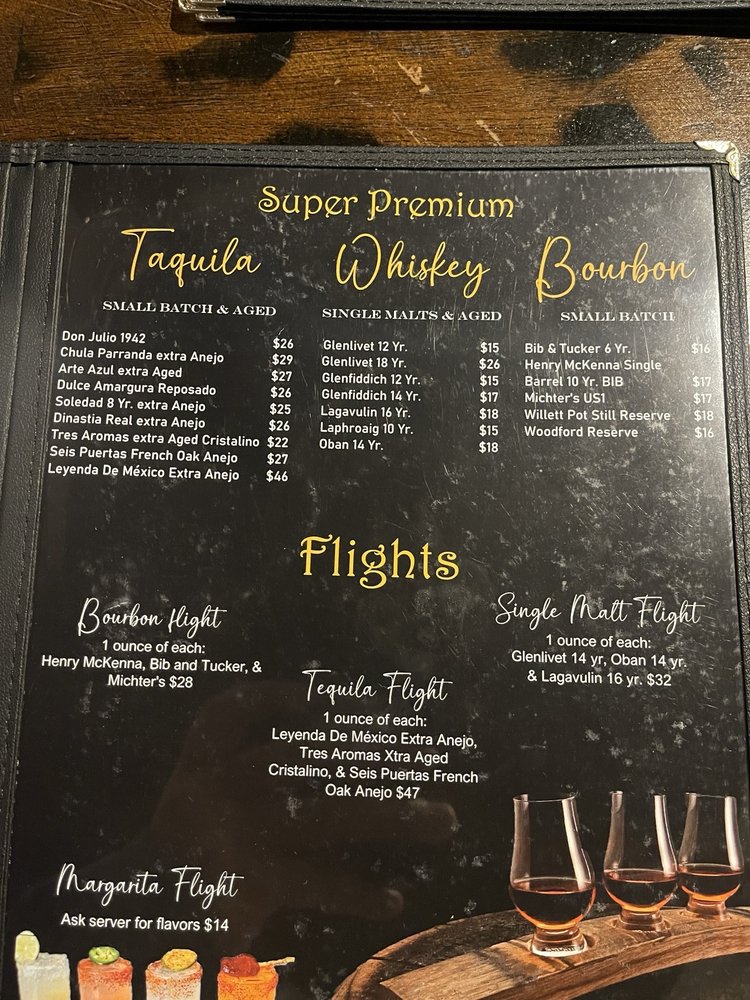 Super Premium
Taquila
SMALL BATCH & AGED
Don Julio 1942 $26
Chula Parranda extra Anejo $29
Arte Azul extra Aged $27
Dulce Amargura Reposado $26
Soledad 8 Yr. extra Anejo $25
Dinastia Real extra Anejo $26
Tres Aromas extra Aged Cristalino $22
Seis Puertas French Oak Anejo $27
Leyenda De México Extra Anejo $46
Whiskey
SINGLE MALTS & AGED
Glenlivet 12 Yr. $15
Glenlivet 18 Yr. $26
Glenfiddich 12 Yr. $15
Glenfiddich 14 Yr. $17
Lagavulin 16 Yr. $18
Laphroaig 10 Yr. $15
Oban 14 Yr. $18
Bourbon
SMALL BATCH
Bib & Tucker 6 Yr. $16
Henry McKenna Single
Barrel 10 Yr. BIB $17
Michter's US1 $17
Willett Pot Still Reserve $18
Woodford Reserve $16
Flights
Bourbon flight
1 ounce of each:
Henry McKenna, Bib and Tucker, &
Michter's $28
Tequila Flight
1 ounce of each:
Leyenda De México Extra Anejo,
Tres Aromas Xtra Aged
Cristalino, & Seis Puertas French
Oak Anejo $47
Single Malt Flight
1 ounce of each:
Glenlivet 14 yr, Oban 14 yr.
& Lagavulin 16 yr. $32
Margarita Flight
Ask server for flavors $14